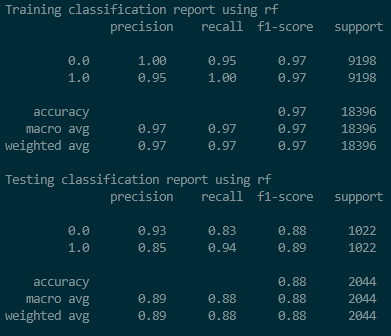 Training classification report using rf
precision recall f1-score support
0.0 1.00 0.95 0.97 9198
1.0 0.95 1.00 0.97 9198
accuracy 0.97 18396
macro avg 0.97 0.97 0.97 18396
weighted avg 0.97 0.97 0.97 18396
Testing classification report using rf
precision recall f1-score support
0.0 0.93 0.83 0.88 1022
1.0 0.85 0.94 0.89 1022
accuracy 0.88 2044
macro avg 0.89 0.88 0.88 2044
weighted avg 0.89 0.88 0.88 2044